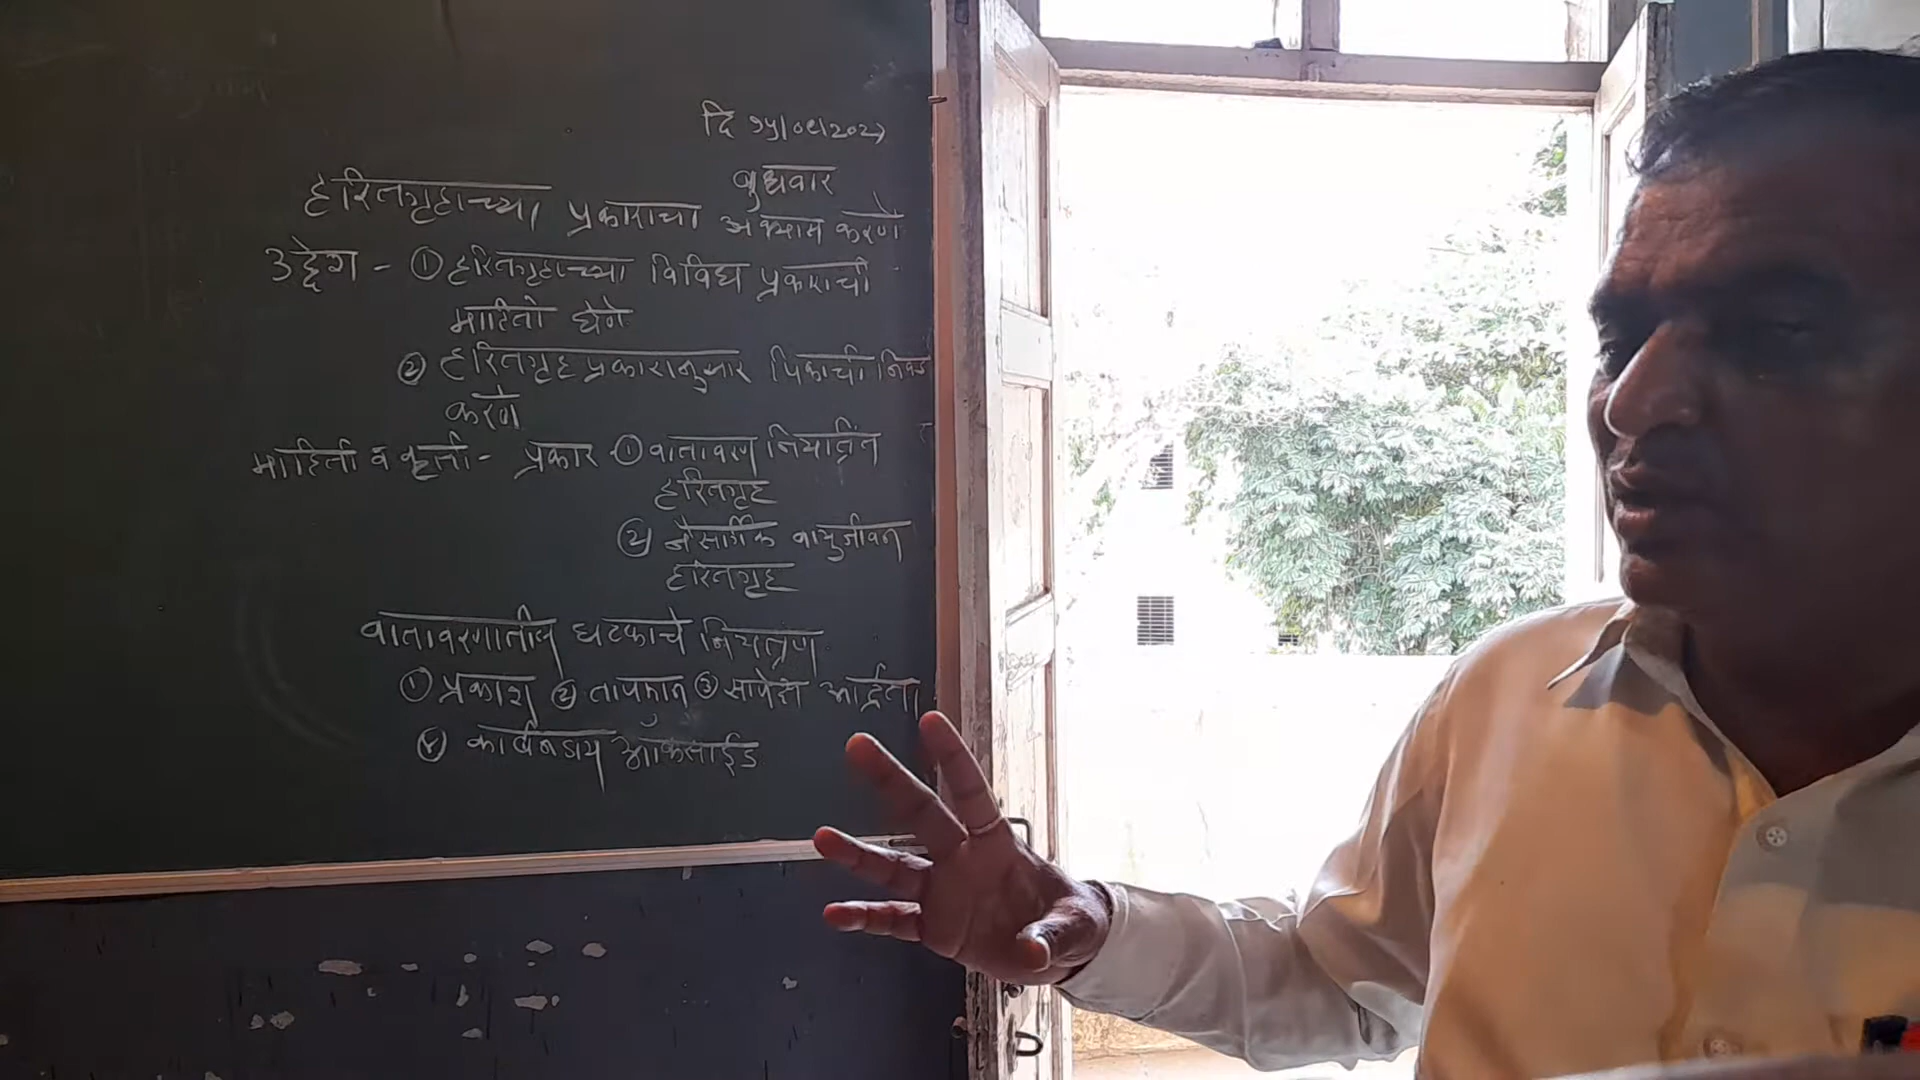 दि १५/०९/२०२१
बुधवार
हरितगृहाच्या प्रकाराचा अभ्यास करणे
उद्देश - ① हरितगृहाच्या विविध प्रकाराची
माहिती घेणे
② हरितगृह प्रकारानुसार पिकाची निवड
करणे
माहिती व कृती - प्रकार - ① वातावरण नियंत्रित
हरितगृह
② नैसर्गिक वायुजीवन
हरितगृह
वातावरणातील घटकाचे नियंत्रण
① प्रकाश ② तापमान ③ सापेक्ष आर्द्रता
④ कार्बनडाय ऑक्साईड